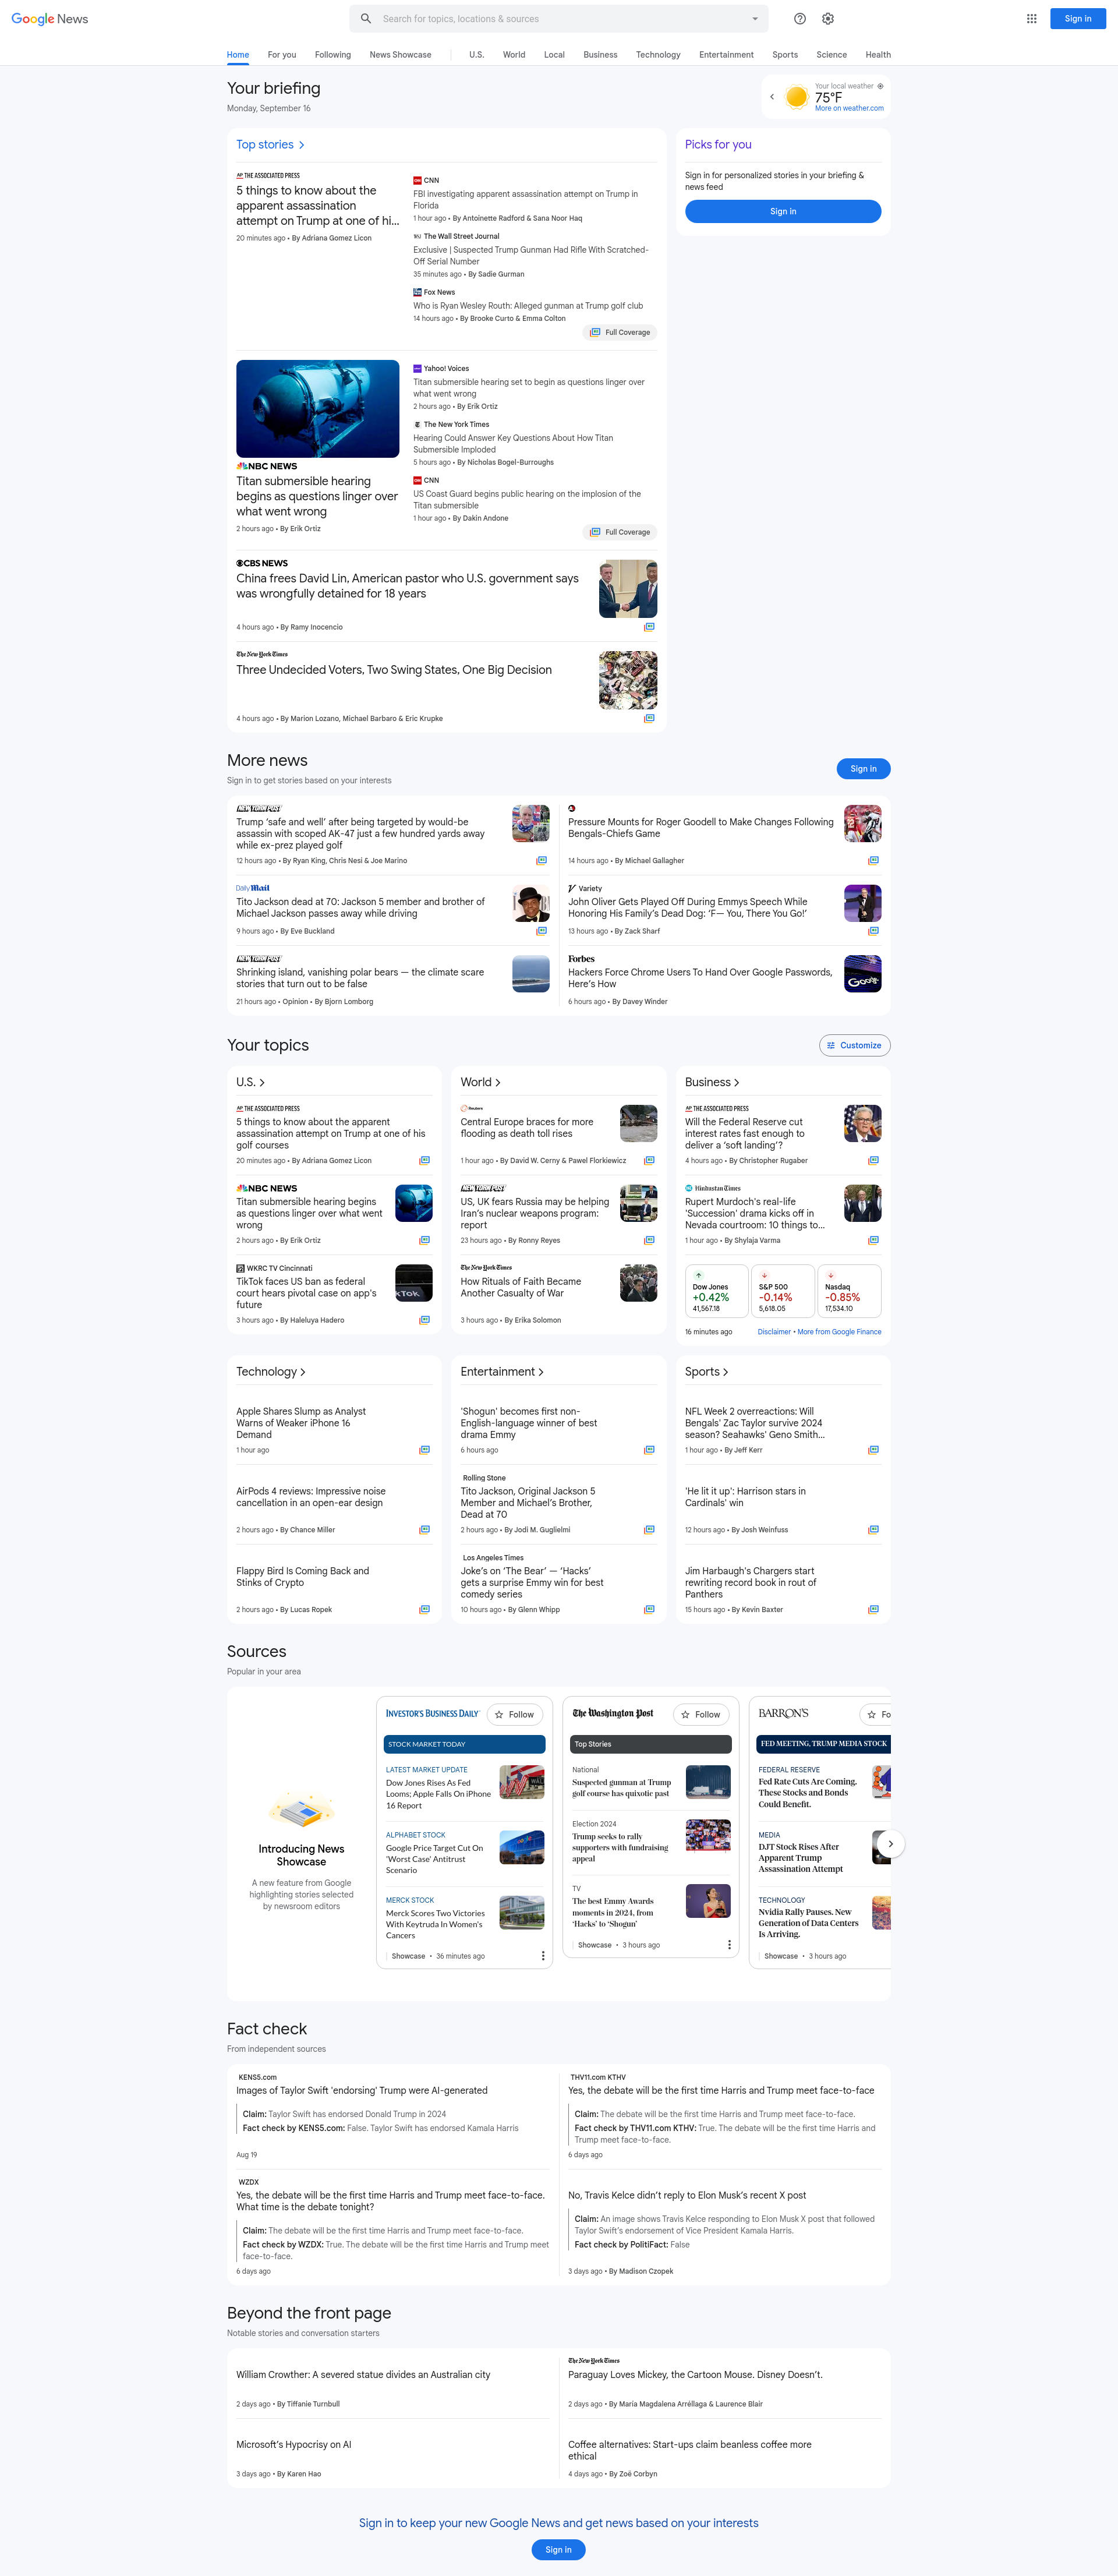 Google News
Search for topics, locations & sources
Sign in
Home
For you
Following
News Showcase
U.S.
World
Local
Business
Technology
Entertainment
Sports
Science
Health
Your briefing
Monday, September 16
Your local weather
75°F
More on weather.com
Top stories
THE ASSOCIATED PRESS
5 things to know about the
apparent assassination
attempt on Trump at one of hi...
20 minutes ago • By Adriana Gomez Licon
CNN
FBI investigating apparent assassination attempt on Trump in
Florida
1 hour ago • By Antoinette Radford & Sana Noor Haq
The Wall Street Journal
Exclusive | Suspected Trump Gunman Had Rifle With Scratched-
Off Serial Number
35 minutes ago • By Sadie Gurman
Fox News
Who is Ryan Wesley Routh: Alleged gunman at Trump golf club
14 hours ago • By Brooke Curto & Emma Colton
Full Coverage
Picks for you
Sign in for personalized stories in your briefing &
news feed
Sign in
NBC NEWS
Titan submersible hearing
begins as questions linger over
what went wrong
2 hours ago • By Erik Ortiz
Yahoo! Voices
Titan submersible hearing set to begin as questions linger over
what went wrong
2 hours ago • By Erik Ortiz
The New York Times
Hearing Could Answer Key Questions About How Titan
Submersible Imploded
5 hours ago • By Nicholas Bogel-Burroughs
CNN
US Coast Guard begins public hearing on the implosion of the
Titan submersible
1 hour ago • By Dakin Andone
Full Coverage
CBS NEWS
China frees David Lin, American pastor who U.S. government says
was wrongfully detained for 18 years
4 hours ago • By Ramy Inocencio
The New York Times
Three Undecided Voters, Two Swing States, One Big Decision
4 hours ago • By Marion Lozano, Michael Barbaro & Eric Krupke
More news
Sign in to get stories based on your interests
Sign in
NEW YORK POST
Trump ‘safe and well’ after being targeted by would-be
assassin with scoped AK-47 just a few hundred yards away
while ex-prez played golf
12 hours ago • By Ryan King, Chris Nesi & Joe Marino
Pressure Mounts for Roger Goodell to Make Changes Following
Bengals-Chiefs Game
14 hours ago • By Michael Gallagher
Daily Mail
Tito Jackson dead at 70: Jackson 5 member and brother of
Michael Jackson passes away while driving
9 hours ago • By Eve Buckland
Variety
John Oliver Gets Played Off During Emmys Speech While
Honoring His Family’s Dead Dog: ‘F— You, There You Go!’
13 hours ago • By Zack Sharf
NEW YORK POST
Shrinking island, vanishing polar bears — the climate scare
stories that turn out to be false
21 hours ago • Opinion • By Bjorn Lomborg
Forbes
Hackers Force Chrome Users To Hand Over Google Passwords,
Here’s How
6 hours ago • By Davey Winder
Google
Your topics
Customize
U.S.
THE ASSOCIATED PRESS
5 things to know about the apparent
assassination attempt on Trump at one of his
golf courses
20 minutes ago • By Adriana Gomez Licon
NBC NEWS
Titan submersible hearing begins
as questions linger over what went
wrong
2 hours ago • By Erik Ortiz
WKRC TV Cincinnati
TikTok faces US ban as federal
court hears pivotal case on app's
future
3 hours ago • By Haleluya Hadero
World
Reuters
Central Europe braces for more
flooding as death toll rises
1 hour ago • By David W. Cerny & Pawel Florkiewicz
NEW YORK POST
US, UK fears Russia may be helping
Iran’s nuclear weapons program:
report
23 hours ago • By Ronny Reyes
The New York Times
How Rituals of Faith Became
Another Casualty of War
3 hours ago • By Erika Solomon
Business
THE ASSOCIATED PRESS
Will the Federal Reserve cut
interest rates fast enough to
deliver a ‘soft landing’?
4 hours ago • By Christopher Rugaber
Hindustan Times
Rupert Murdoch's real-life
'Succession' drama kicks off in
Nevada courtroom: 10 things to...
1 hour ago • By Shylaja Varma
Dow Jones
+0.42%
41,567.18
S&P 500
-0.14%
5,618.05
Nasdaq
-0.85%
17,534.10
16 minutes ago
Disclaimer • More from Google Finance
Technology
Apple Shares Slump as Analyst
Warns of Weaker iPhone 16
Demand
1 hour ago
AirPods 4 reviews: Impressive noise
cancellation in an open-ear design
2 hours ago • By Chance Miller
Flappy Bird Is Coming Back and
Stinks of Crypto
2 hours ago • By Lucas Ropek
Entertainment
'Shogun' becomes first non-
English-language winner of best
drama Emmy
6 hours ago
Rolling Stone
Tito Jackson, Original Jackson 5
Member and Michael’s Brother,
Dead at 70
2 hours ago • By Jodi M. Guglielmi
Los Angeles Times
Joke’s on ‘The Bear’ — ‘Hacks’
gets a surprise Emmy win for best
comedy series
10 hours ago • By Glenn Whipp
Sports
NFL Week 2 overreactions: Will
Bengals' Zac Taylor survive 2024
season? Seahawks' Geno Smith...
1 hour ago • By Jeff Kerr
'He lit it up': Harrison stars in
Cardinals' win
12 hours ago • By Josh Weinfuss
Jim Harbaugh's Chargers start
rewriting record book in rout of
Panthers
15 hours ago • By Kevin Baxter
Sources
Popular in your area
Introducing News
Showcase
A new feature from Google
highlighting stories selected
by newsroom editors
INVESTOR'S BUSINESS DAILY
Follow
STOCK MARKET TODAY
LATEST MARKET UPDATE
Dow Jones Rises As Fed
Looms; Apple Falls On iPhone
16 Report
ALPHABET STOCK
Google Price Target Cut On
'Worst Case' Antitrust
Scenario
MERCK STOCK
Merck Scores Two Victories
With Keytruda In Women's
Cancers
Showcase • 36 minutes ago
The Washington Post
Follow
Top Stories
National
Suspected gunman at Trump
golf course has quixotic past
Election 2024
Trump seeks to rally
supporters with fundraising
appeal
TV
The best Emmy Awards
moments in 2024, from
‘Hacks’ to ‘Shogun’
Showcase • 3 hours ago
BARRON'S
Fo
FED MEETING, TRUMP MEDIA STOCK
FEDERAL RESERVE
Fed Rate Cuts Are Coming.
These Stocks and Bonds
Could Benefit.
MEDIA
DJT Stock Rises After
Apparent Trump
Assassination Attempt
TECHNOLOGY
Nvidia Rally Pauses. New
Generation of Data Centers
Is Arriving.
Showcase • 3 hours ago
Fact check
From independent sources
KENS5.com
Images of Taylor Swift 'endorsing' Trump were AI-generated
Claim: Taylor Swift has endorsed Donald Trump in 2024
Fact check by KENS5.com: False. Taylor Swift has endorsed Kamala Harris
Aug 19
THV11.com KTHV
Yes, the debate will be the first time Harris and Trump meet face-to-face
Claim: The debate will be the first time Harris and Trump meet face-to-face.
Fact check by THV11.com KTHV: True. The debate will be the first time Harris and
Trump meet face-to-face.
6 days ago
WZDX
Yes, the debate will be the first time Harris and Trump meet face-to-face.
What time is the debate tonight?
Claim: The debate will be the first time Harris and Trump meet face-to-face.
Fact check by WZDX: True. The debate will be the first time Harris and Trump meet
face-to-face.
6 days ago
No, Travis Kelce didn’t reply to Elon Musk’s recent X post
Claim: An image shows Travis Kelce responding to Elon Musk X post that followed
Taylor Swift’s endorsement of Vice President Kamala Harris.
Fact check by PolitiFact: False
3 days ago • By Madison Czopek
Beyond the front page
Notable stories and conversation starters
William Crowther: A severed statue divides an Australian city
2 days ago • By Tiffanie Turnbull
The New York Times
Paraguay Loves Mickey, the Cartoon Mouse. Disney Doesn’t.
2 days ago • By María Magdalena Arréllaga & Laurence Blair
Microsoft’s Hypocrisy on AI
3 days ago • By Karen Hao
Coffee alternatives: Start-ups claim beanless coffee more
ethical
4 days ago • By Zoë Corbyn
Sign in to keep your new Google News and get news based on your interests
Sign in